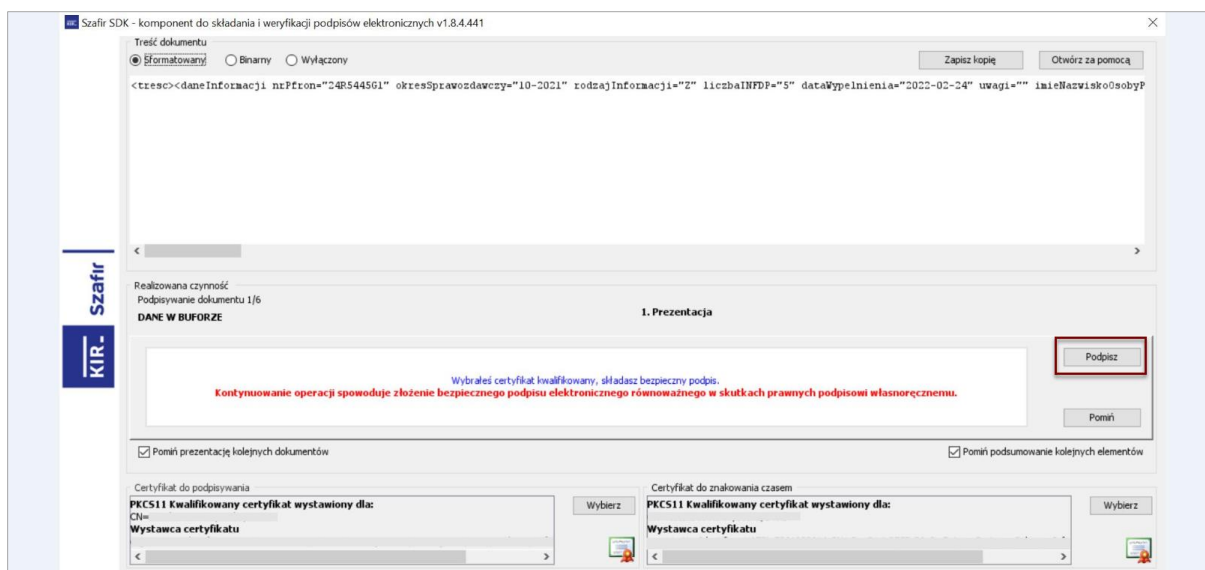 Szafir SDK - komponent do składania i weryfikacji podpisów elektronicznych v1.8.4.441
Treść dokumentu
Sformatowany Binarny Wyłączony Zapisz kopię Otwórz za pomocą
<tresc><daneInformacji nrPfron="24R5445G1" okresSprawozdawczy="10-2021" rodzajInformacji="Z" liczbaINFDP="5" dataWypelnienia="2022-02-24" uwagi="" imieNazwiskoOsobyP
Szafir
KIR.
Realizowana czynność
Podpisywanie dokumentu 1/6
DANE W BUFORZE
1. Prezentacja
Podpisz
Wybrałeś certyfikat kwalifikowany, składasz bezpieczny podpis.
Kontynuowanie operacji spowoduje złożenie bezpiecznego podpisu elektronicznego równoważnego w skutkach prawnych podpisowi własnoręcznemu.
Pomiń
Pomiń prezentację kolejnych dokumentów Pomiń podsumowanie kolejnych elementów
Certyfikat do podpisywania
PKCS11 Kwalifikowany certyfikat wystawiony dla:
CN=
Wystawca certyfikatu
Wybierz
Certyfikat do znakowania czasem
PKCS11 Kwalifikowany certyfikat wystawiony dla:
Wystawca certyfikatu
Wybierz